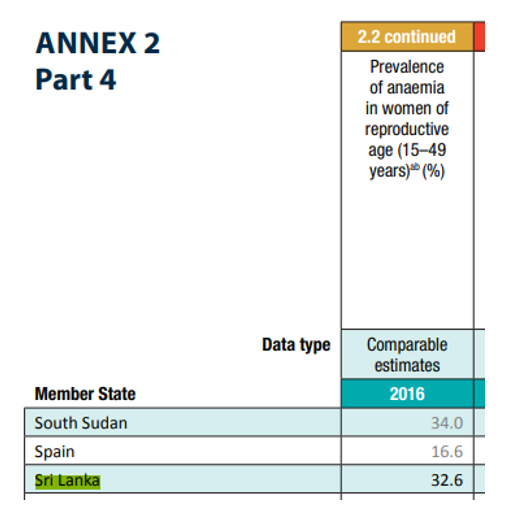 ANNEX 2
Part 4
2.2 continued
Prevalence
of anaemia
in women of
reproductive
age (15–49
years)ab (%)
Data type Comparable
estimates
Member State 2016
South Sudan 34.0
Spain 16.6
Sri Lanka 32.6